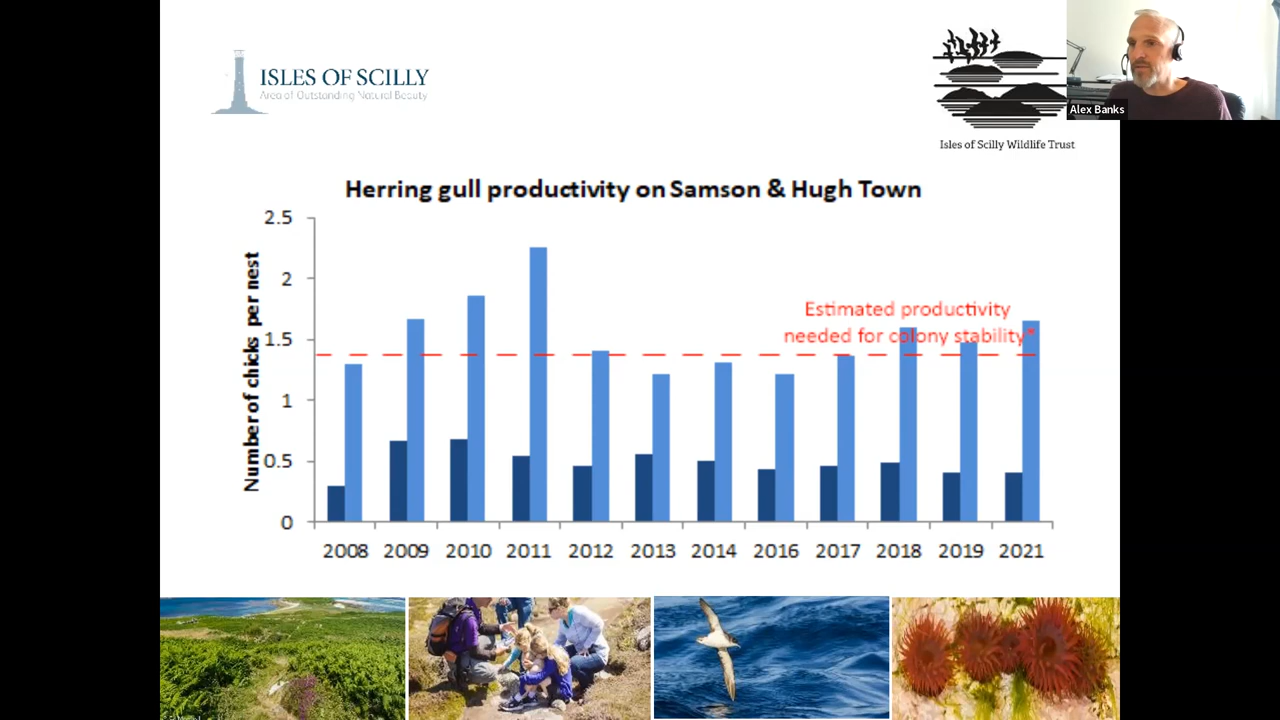 ISLES OF SCILLY
Area of Outstanding Natural Beauty
Isles of Scilly Wildlife Trust
Alex Banks
Herring gull productivity on Samson & Hugh Town
Number of chicks per nest
2.5
2
1.5
1
0.5
0
Estimated productivity
needed for colony stability*
2008 2009 2010 2011 2012 2013 2014 2016 2017 2018 2019 2021